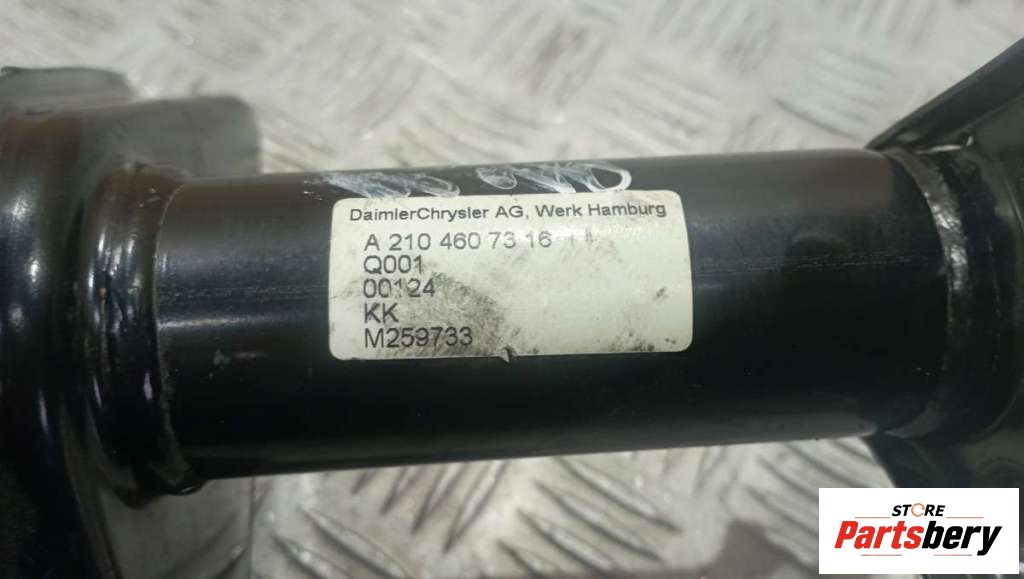 DaimlerChrysler AG, Werk Hamburg
A 210 460 73 16
Q001
00124
KK
M259733
STORE
Partsbery